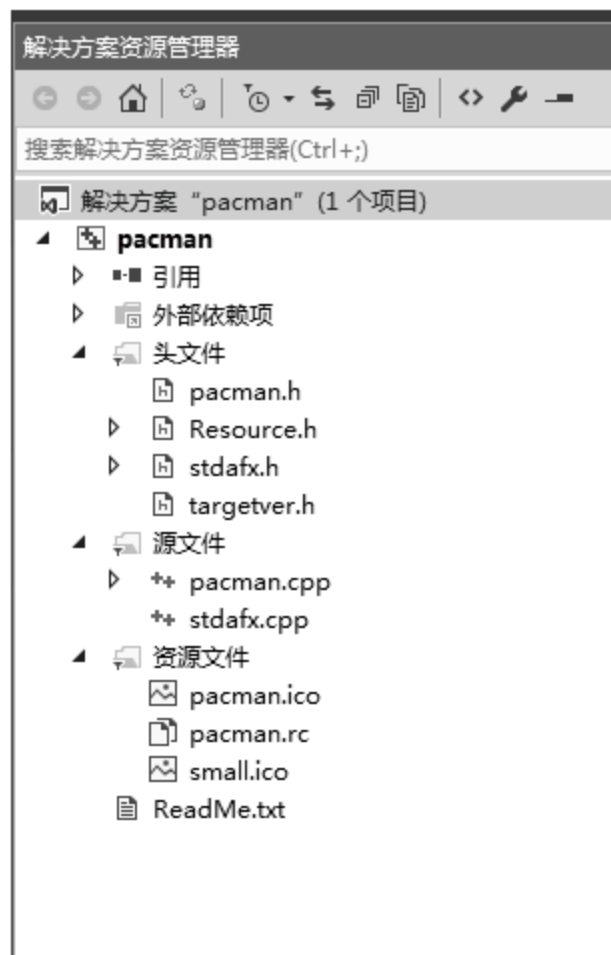 解决方案资源管理器
搜索解决方案资源管理器(Ctrl+;)
解决方案 "pacman" (1 个项目)
pacman
引用
外部依赖项
头文件
pacman.h
Resource.h
stdafx.h
targetver.h
源文件
pacman.cpp
stdafx.cpp
资源文件
pacman.ico
pacman.rc
small.ico
ReadMe.txt